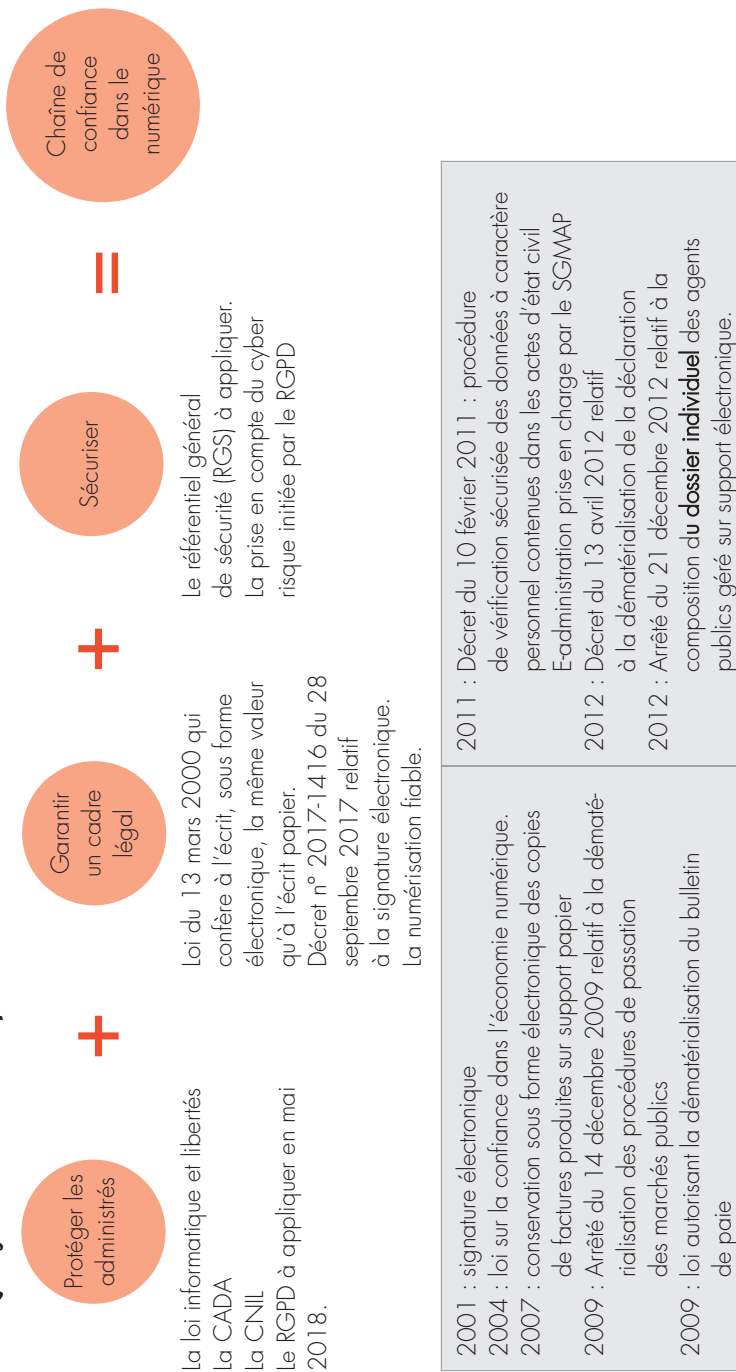 Protéger les
administrés
+
Garantir
un cadre
légal
+
Sécuriser
=
Chaîne de
confiance
dans le
numérique
La loi informatique et libertés
La CADA
La CNIL
Le RGPD à appliquer en mai
2018.
Loi du 13 mars 2000 qui
confère à l’écrit, sous forme
électronique, la même valeur
qu’à l’écrit papier.
Décret n° 2017-1416 du 28
septembre 2017 relatif
à la signature électronique.
La numérisation fiable.
Le référentiel général
de sécurité (RGS) à appliquer.
La prise en compte du cyber
risque initiée par le RGPD
2001 : signature électronique
2004 : loi sur la confiance dans l’économie numérique.
2007 : conservation sous forme électronique des copies
de factures produites sur support papier
2009 : Arrêté du 14 décembre 2009 relatif à la dématé-
rialisation des procédures de passation
des marchés publics
2009 : loi autorisant la dématérialisation du bulletin
de paie
2011 : Décret du 10 février 2011 : procédure
de vérification sécurisée des données à caractère
personnel contenues dans les actes d’état civil
E-administration prise en charge par le SGMAP
2012 : Décret du 13 avril 2012 relatif
à la dématérialisation de la déclaration
2012 : Arrêté du 21 décembre 2012 relatif à la
composition du dossier individuel des agents
publics géré sur support électronique.